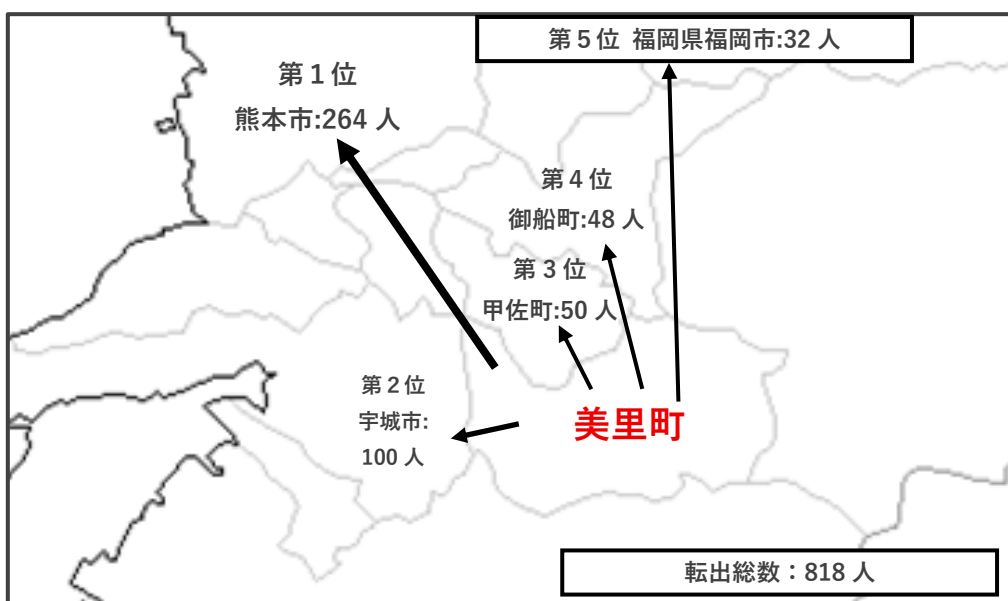 第５位 福岡県福岡市:32 人
第１位
熊本市:264 人
第４位
御船町:48 人
第３位
甲佐町:50 人
第２位
宇城市:
100 人
美里町
転出総数：818 人